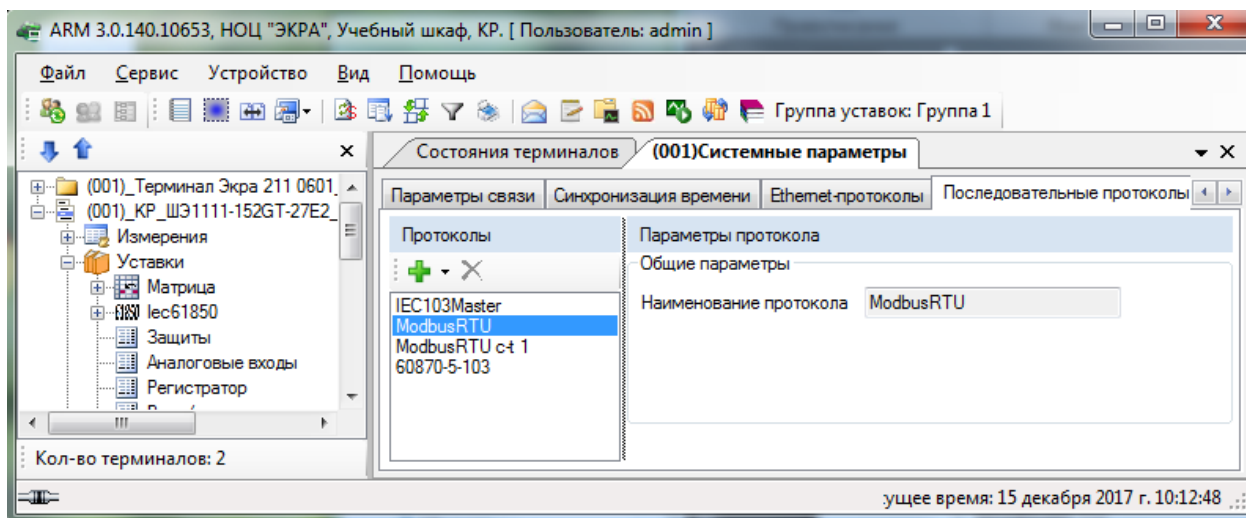 ARM 3.0.140.10653, НОЦ "ЭКРА", Учебный шкаф, КР. [ Пользователь: admin ]
Файл Сервис Устройство Вид Помощь
Группа уставок: Группа 1
Состояния терминалов (001)Системные параметры
(001)_Терминал Экра 211 0601_
(001)_КР_ШЭ1111-152GT-27E2_
Измерения
Уставки
Матрица
61850 Iec61850
Защиты
Аналоговые входы
Регистратор
Кол-во терминалов: 2
Параметры связи Синхронизация времени Ethernet-протоколы Последовательные протоколы
Протоколы
IEC103Master
ModbusRTU
ModbusRTU c-t 1
60870-5-103
Параметры протокола
Общие параметры
Наименование протокола ModbusRTU
ущее время: 15 декабря 2017 г. 10:12:48